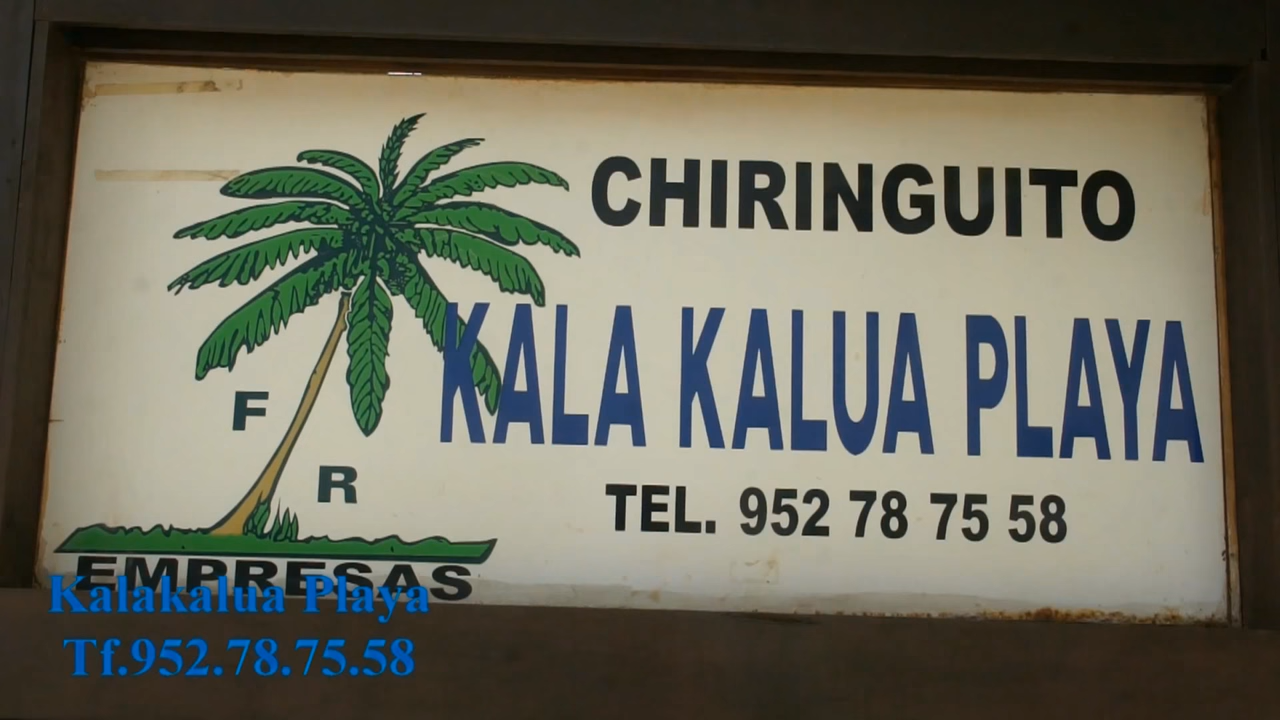 CHIRINGUITO
KALA KALUA PLAYA
F
R
TEL. 952 78 75 58
EMPRESAS
Kalakalua Playa
Tf.952.78.75.58